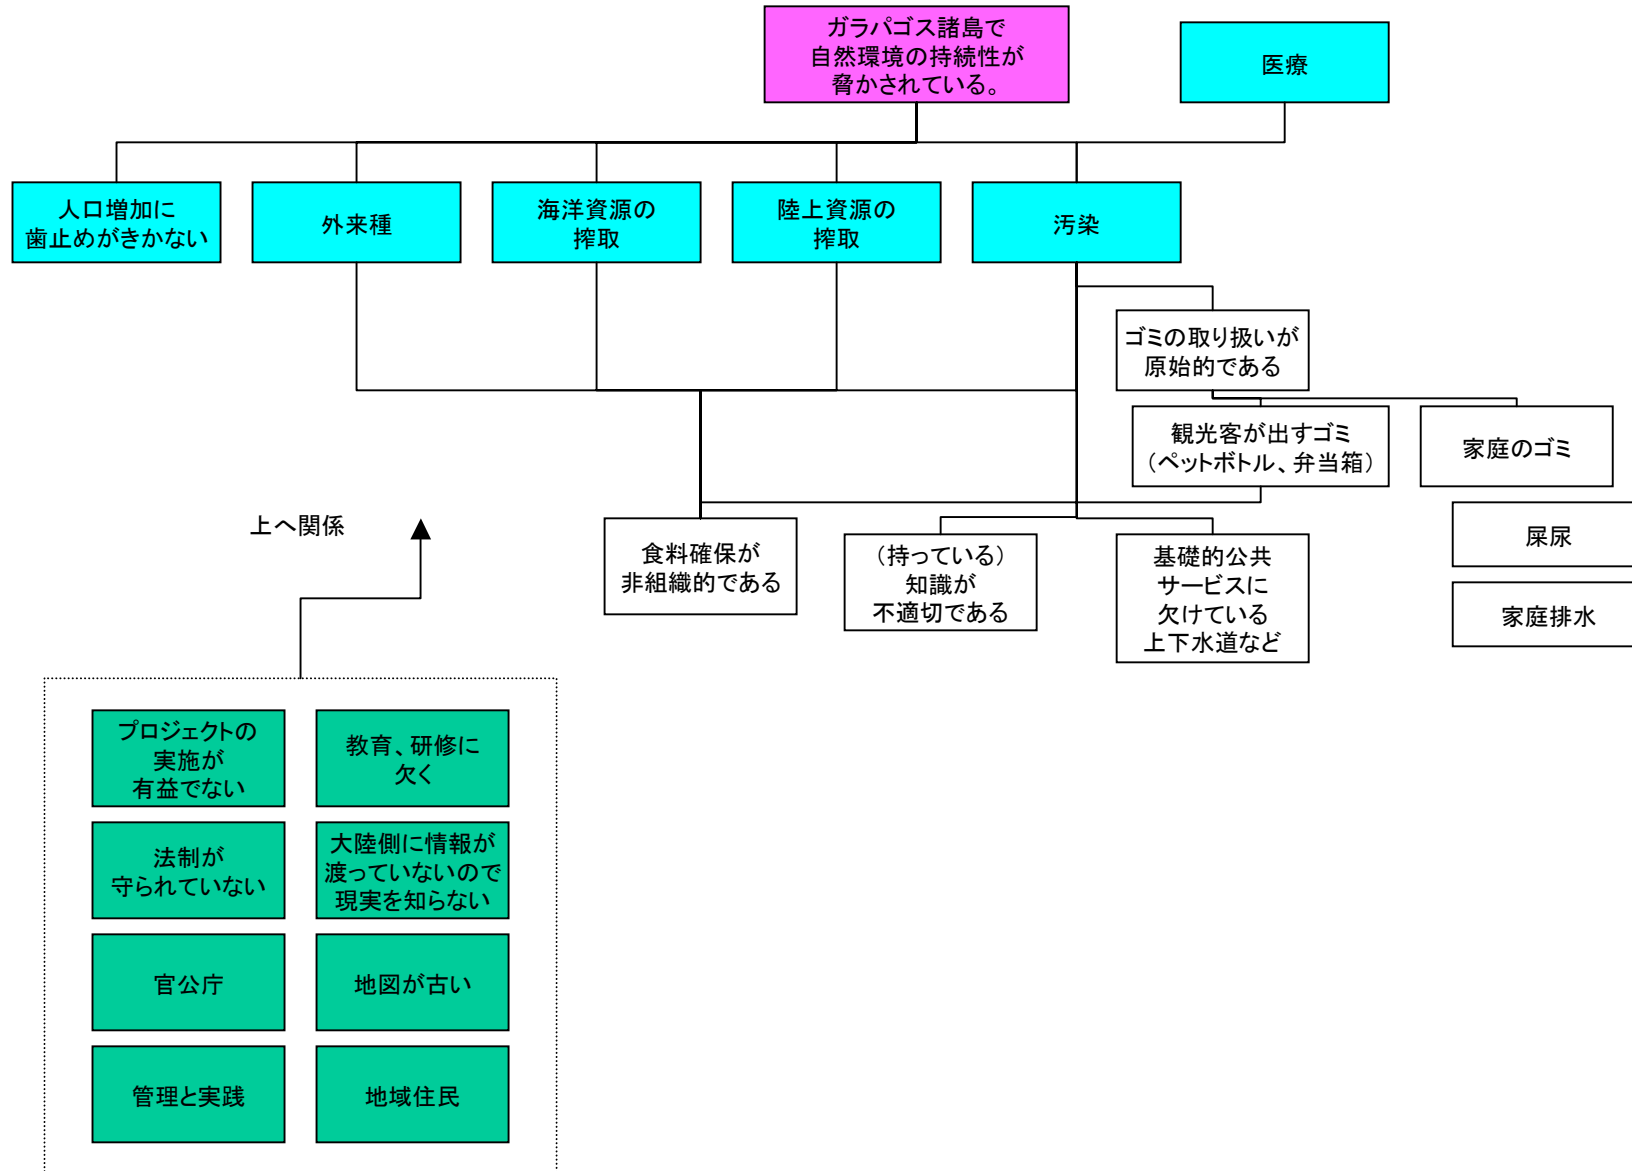 ガラパゴス諸島で
自然環境の持続性が
脅かされている。
医療
人口増加に
歯止めがきかない
外来種
海洋資源の
搾取
陸上資源の
搾取
汚染
ゴミの取り扱いが
原始的である
観光客が出すゴミ
（ペットボトル、弁当箱）
家庭のゴミ
上へ関係
食料確保が
非組織的である
（持っている）
知識が
不適切である
基礎的公共
サービスに
欠けている
上下水道など
屎尿
家庭排水
プロジェクトの
実施が
有益でない
教育、研修に
欠く
法制が
守られていない
大陸側に情報が
渡っていないので
現実を知らない
官公庁
地図が古い
管理と実践
地域住民